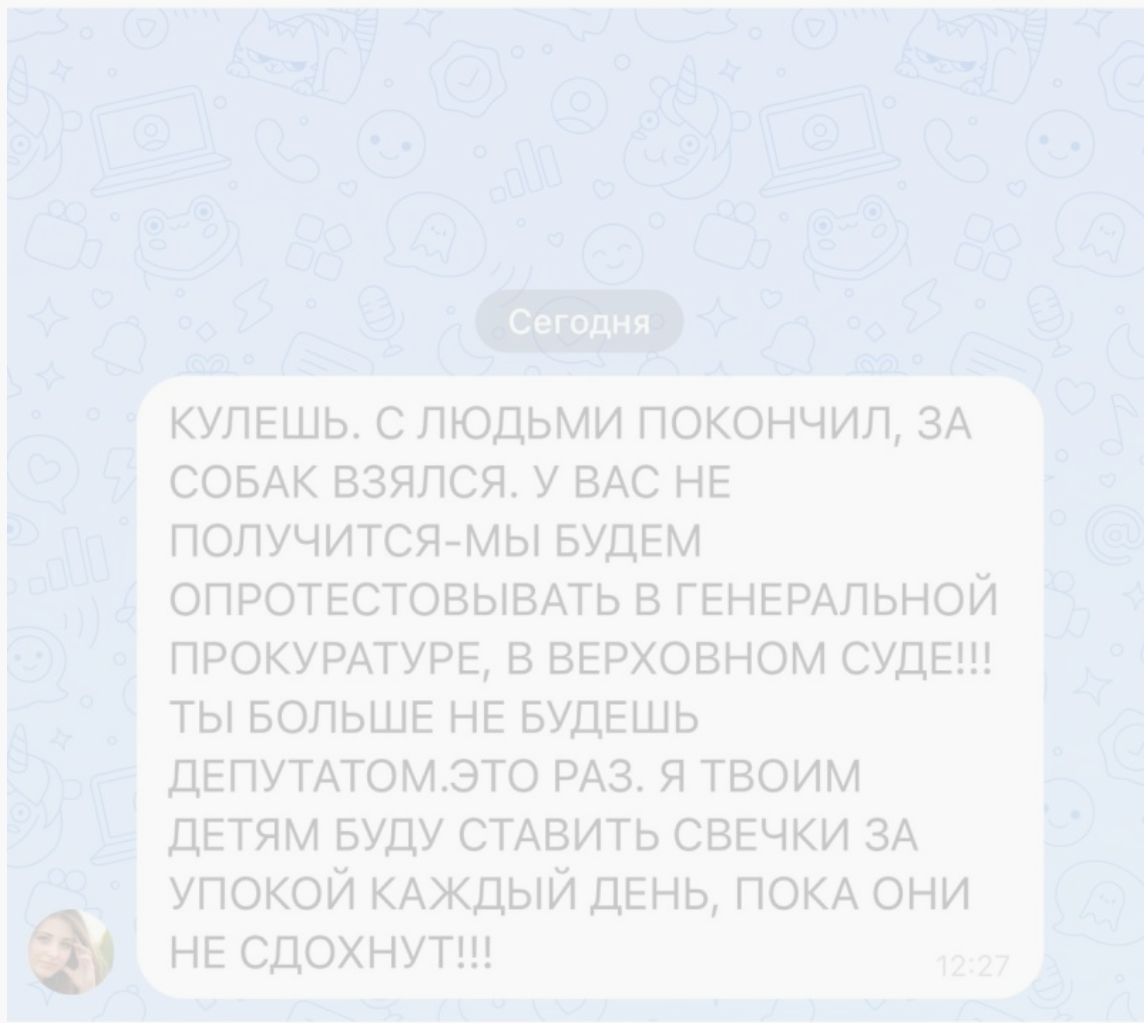 Сегодня
КУЛЕШЬ. С ЛЮДЬМИ ПОКОНЧИЛ, ЗА
СОБАК ВЗЯЛСЯ. У ВАС НЕ
ПОЛУЧИТСЯ-МЫ БУДЕМ
ОПРОТЕСТОВЫВАТЬ В ГЕНЕРАЛЬНОЙ
ПРОКУРАТУРЕ, В ВЕРХОВНОМ СУДЕ!!!
ТЫ БОЛЬШЕ НЕ БУДЕШЬ
ДЕПУТАТОМ.ЭТО РАЗ. Я ТВОИМ
ДЕТЯМ БУДУ СТАВИТЬ СВЕЧКИ ЗА
УПОКОЙ КАЖДЫЙ ДЕНЬ, ПОКА ОНИ
НЕ СДОХНУТ!!!
12:27